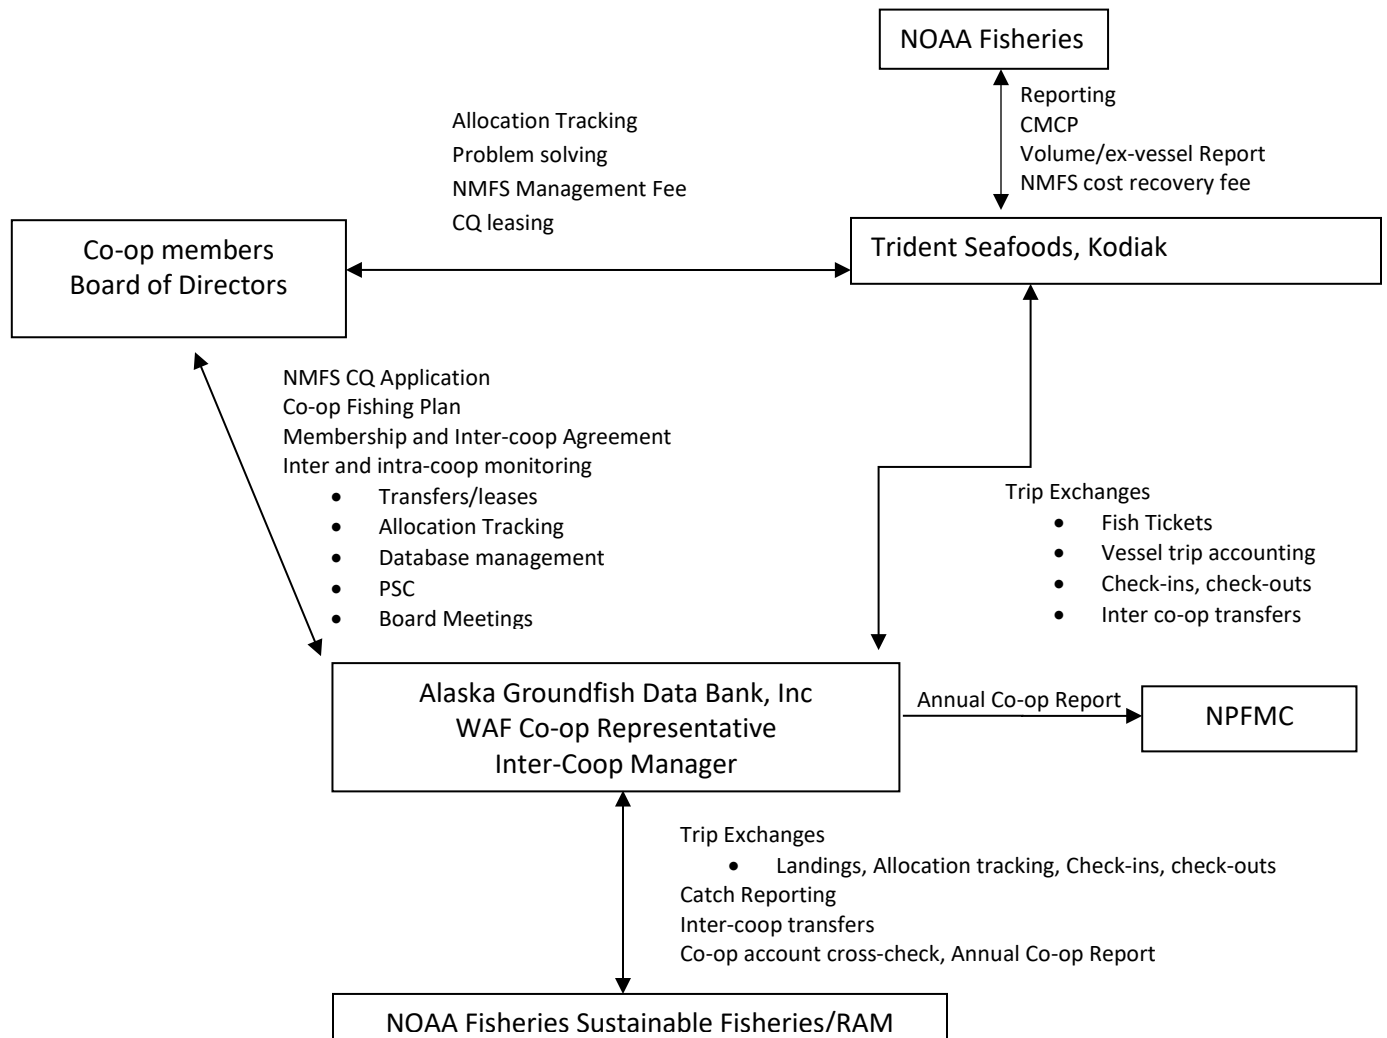 NOAA Fisheries
Reporting
CMCP
Volume/ex-vessel Report
NMFS cost recovery fee
Allocation Tracking
Problem solving
NMFS Management Fee
CQ leasing
Co-op members
Board of Directors
Trident Seafoods, Kodiak
NMFS CQ Application
Co-op Fishing Plan
Membership and Inter-coop Agreement
Inter and intra-coop monitoring
• Transfers/leases
• Allocation Tracking
• Database management
• PSC
• Board Meetings
Trip Exchanges
• Fish Tickets
• Vessel trip accounting
• Check-ins, check-outs
• Inter co-op transfers
Alaska Groundfish Data Bank, Inc
WAF Co-op Representative
Inter-Coop Manager
Annual Co-op Report
NPFMC
Trip Exchanges
• Landings, Allocation tracking, Check-ins, check-outs
Catch Reporting
Inter-coop transfers
Co-op account cross-check, Annual Co-op Report
NOAA Fisheries Sustainable Fisheries/RAM